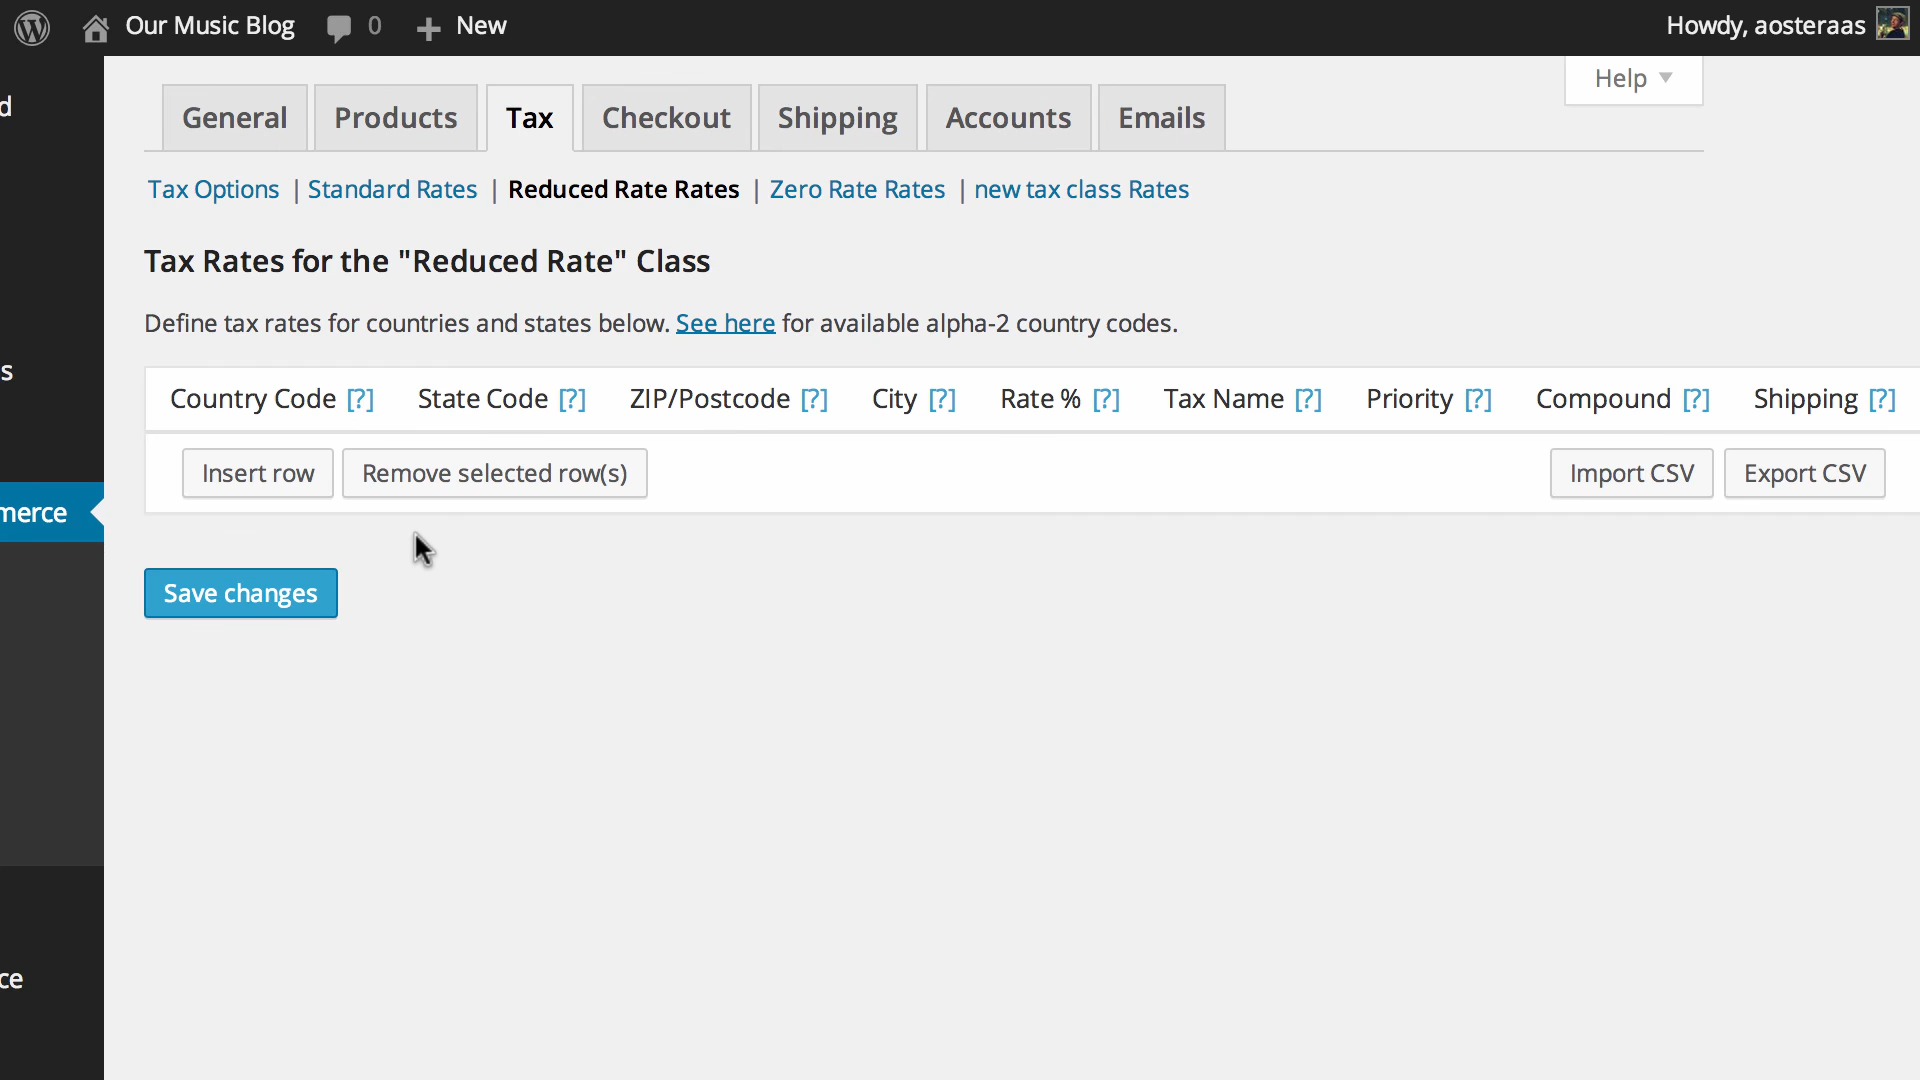 Our Music Blog 0 New Howdy, aosteraas
Help
d
General Products Tax Checkout Shipping Accounts Emails
Tax Options | Standard Rates | Reduced Rate Rates | Zero Rate Rates | new tax class Rates
Tax Rates for the "Reduced Rate" Class
Define tax rates for countries and states below. See here for available alpha-2 country codes.
s
Country Code [?] State Code [?] ZIP/Postcode [?] City [?] Rate % [?] Tax Name [?] Priority [?] Compound [?] Shipping [?]
Insert row Remove selected row(s) Import CSV Export CSV
merce
Save changes
ce